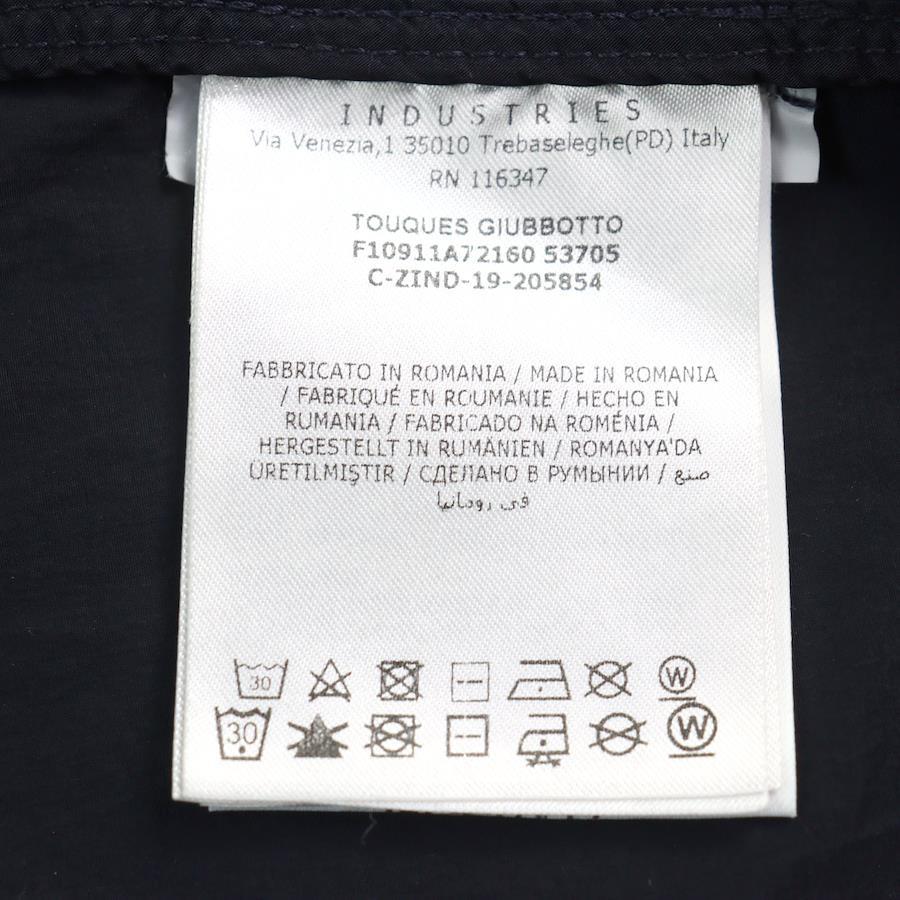 INDUSTRIES
Via Venezia,1 35010 Trebaseleghe(PD) Italy
RN 116347
TOUQUES GIUBBOTTO
F10911A72160 53705
C-ZIND-19-205854
FABBRICATO IN ROMANIA / MADE IN ROMANIA
/ FABRIQUÉ EN ROUMANIE / HECHO EN
RUMANIA / FABRICADO NA ROMÉNIA /
HERGESTELLT IN RUMÄNIEN / ROMANYA'DA
ÜRETILMIŞTIR / СДЕЛАНО В РУМЫНИИ / صنع
في رومانيا
30 W
30 W